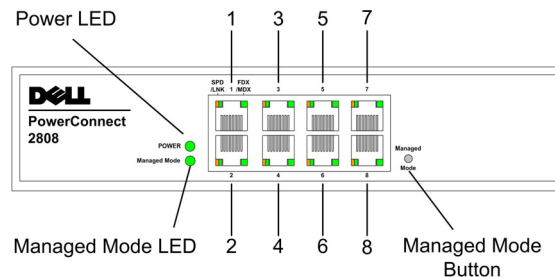 Power LED
1 3 5 7
SPD /LNK 1 FDX /MDX 3 5 7
DELL
PowerConnect
2808
POWER
Managed Mode
Managed
Mode
2 4 6 8
Managed Mode LED
2 4 6 8
Managed Mode
Button